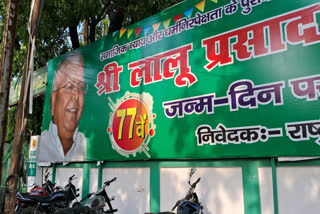 सामाजिक न्याय और धर्मनिरपेक्षता के पुरो
श्री लालू प्रसाद
77वें
जन्म-दिन पर
निवेदक:- राष्ट